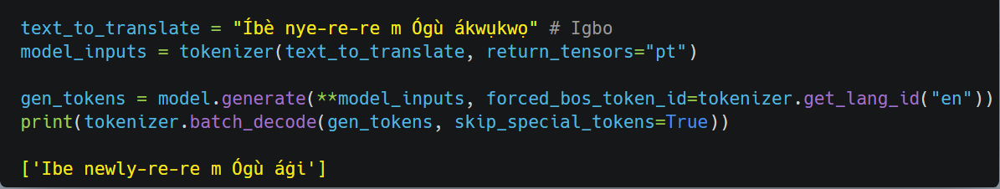 text_to_translate = "Íbè nye-re-re m Ógù ákwụkwọ" # Igbo
model_inputs = tokenizer(text_to_translate, return_tensors="pt")
gen_tokens = model.generate(**model_inputs, forced_bos_token_id=tokenizer.get_lang_id("en"))
print(tokenizer.batch_decode(gen_tokens, skip_special_tokens=True))
['Ibe newly-re-re m Ógù áġi']